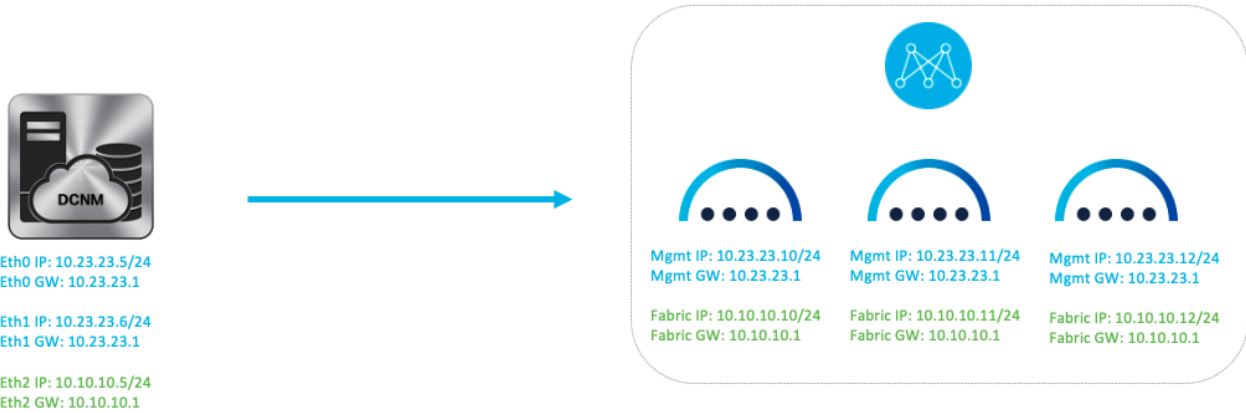 DCNM
Eth0 IP: 10.23.23.5/24
Eth0 GW: 10.23.23.1
Eth1 IP: 10.23.23.6/24
Eth1 GW: 10.23.23.1
Eth2 IP: 10.10.10.5/24
Eth2 GW: 10.10.10.1
Mgmt IP: 10.23.23.10/24
Mgmt GW: 10.23.23.1
Fabric IP: 10.10.10.10/24
Fabric GW: 10.10.10.1
Mgmt IP: 10.23.23.11/24
Mgmt GW: 10.23.23.1
Fabric IP: 10.10.10.11/24
Fabric GW: 10.10.10.1
Mgmt IP: 10.23.23.12/24
Mgmt GW: 10.23.23.1
Fabric IP: 10.10.10.12/24
Fabric GW: 10.10.10.1